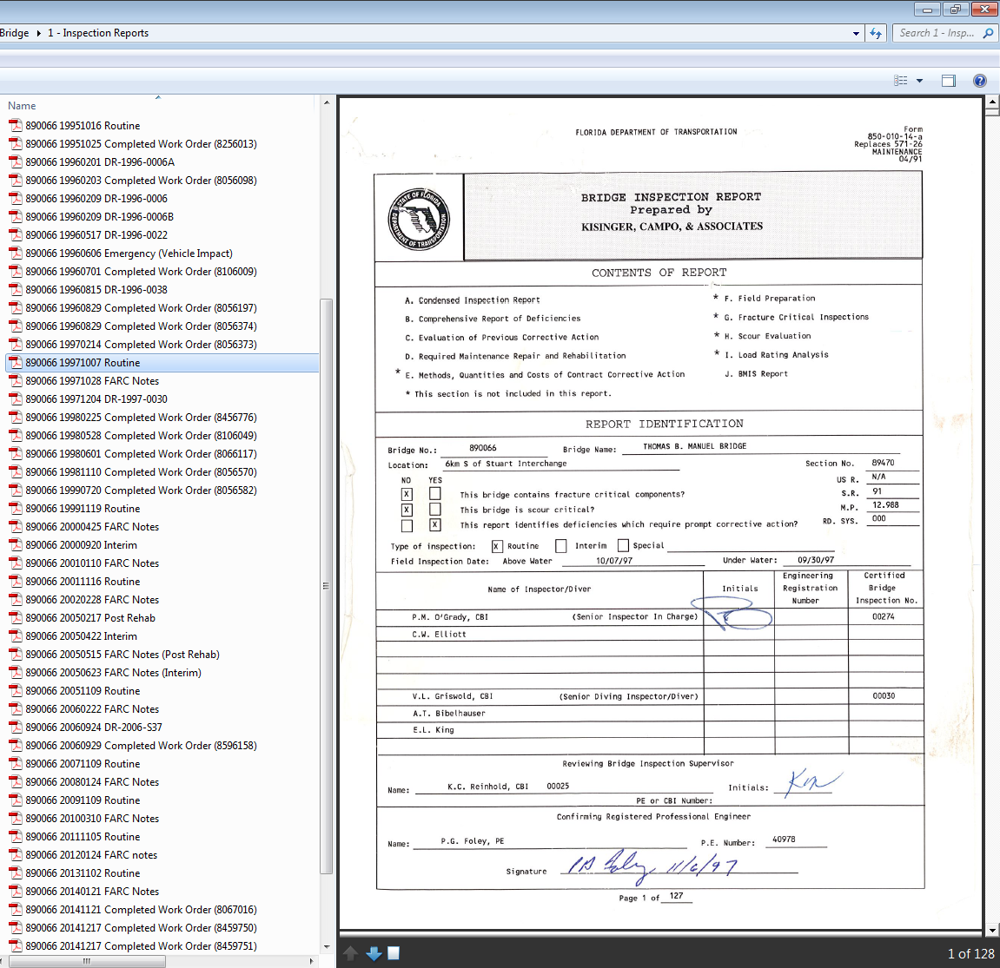 Bridge ▸ 1 - Inspection Reports
Search 1 - Insp...
Name
890066 19951016 Routine
890066 19951025 Completed Work Order (8256013)
890066 19960201 DR-1996-0006A
890066 19960203 Completed Work Order (8056098)
890066 19960209 DR-1996-0006
890066 19960209 DR-1996-0006B
890066 19960517 DR-1996-0022
890066 19960606 Emergency (Vehicle Impact)
890066 19960701 Completed Work Order (8106009)
890066 19960815 DR-1996-0038
890066 19960829 Completed Work Order (8056197)
890066 19960829 Completed Work Order (8056374)
890066 19970214 Completed Work Order (8056373)
890066 19971007 Routine
890066 19971028 FARC Notes
890066 19971204 DR-1997-0030
890066 19980225 Completed Work Order (8456776)
890066 19980528 Completed Work Order (8106049)
890066 19980601 Completed Work Order (8066117)
890066 19981110 Completed Work Order (8056570)
890066 19990720 Completed Work Order (8056582)
890066 19991119 Routine
890066 20000425 FARC Notes
890066 20000920 Interim
890066 20010110 FARC Notes
890066 20011116 Routine
890066 20020228 FARC Notes
890066 20050217 Post Rehab
890066 20050422 Interim
890066 20050515 FARC Notes (Post Rehab)
890066 20050623 FARC Notes (Interim)
890066 20051109 Routine
890066 20060222 FARC Notes
890066 20060924 DR-2006-S37
890066 20060929 Completed Work Order (8596158)
890066 20071109 Routine
890066 20080124 FARC Notes
890066 20091109 Routine
890066 20100310 FARC Notes
890066 20111105 Routine
890066 20120124 FARC notes
890066 20131102 Routine
890066 20140121 FARC Notes
890066 20141121 Completed Work Order (8067016)
890066 20141217 Completed Work Order (8459750)
890066 20141217 Completed Work Order (8459751)
FLORIDA DEPARTMENT OF TRANSPORTATION
Form
850-010-14-a
Replaces 571-26
MAINTENANCE
04/91
STATE OF FLORIDA
DEPARTMENT OF TRANSPORTATION
BRIDGE INSPECTION REPORT
Prepared by
KISINGER, CAMPO, & ASSOCIATES
CONTENTS OF REPORT
A. Condensed Inspection Report
B. Comprehensive Report of Deficiencies
C. Evaluation of Previous Corrective Action
D. Required Maintenance Repair and Rehabilitation
* E. Methods, Quantities and Costs of Contract Corrective Action
* This section is not included in this report.
* F. Field Preparation
* G. Fracture Critical Inspections
* H. Scour Evaluation
* I. Load Rating Analysis
J. BMIS Report
REPORT IDENTIFICATION
Bridge No.: 890066 Bridge Name: THOMAS B. MANUEL BRIDGE
Location: 6km S of Stuart Interchange Section No. 89470
NO YES US R. N/A
X This bridge contains fracture critical components? S.R. 91
X This bridge is scour critical? M.P. 12.988
X This report identifies deficiencies which require prompt corrective action? RD. SYS. 000
Type of inspection: X Routine Interim Special
Field Inspection Date: Above Water 10/07/97 Under Water: 09/30/97
Name of Inspector/Diver Initials Engineering Registration Number Certified Bridge Inspection No.
P.M. O'Grady, CBI (Senior Inspector In Charge) 00274
C.W. Elliott
V.L. Griswold, CBI (Senior Diving Inspector/Diver) 00030
A.T. Bibelhauser
E.L. King
Reviewing Bridge Inspection Supervisor
Name: K.C. Reinhold, CBI 00025 Initials: KCR
PE or CBI Number:
Confirming Registered Professional Engineer
Name: P.G. Foley, PE P.E. Number: 40978
Signature PG Foley 11/6/97
Page 1 of 127
1 of 128